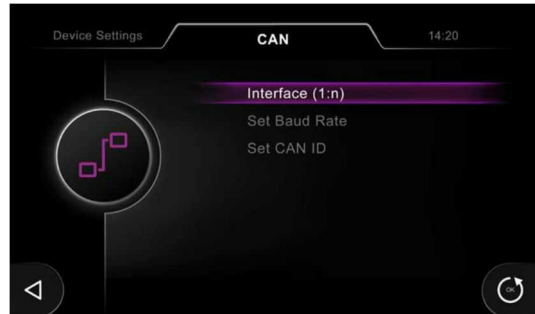 Device Settings
CAN
14:20
Interface (1:n)
Set Baud Rate
Set CAN ID
OK